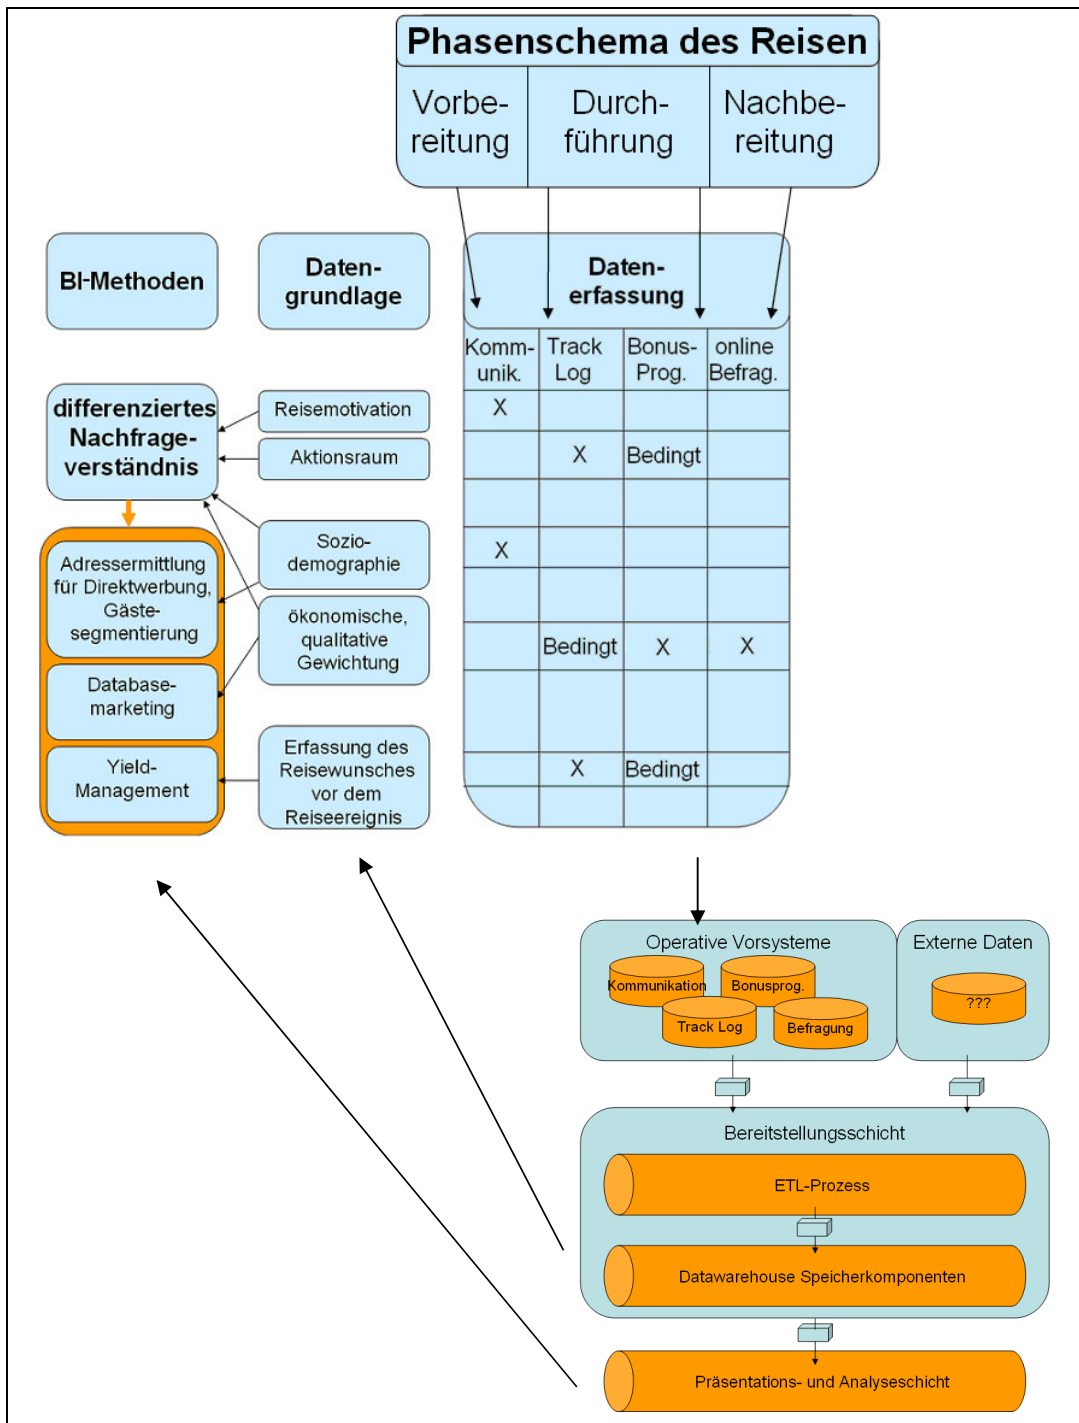 Phasenschema des Reisen
Vorbe-
reitung
Durch-
führung
Nachbe-
reitung
BI-Methoden
Daten-
grundlage
Daten-
erfassung
Komm-
unik.
Track
Log
Bonus-
Prog.
online
Befrag.
differenziertes
Nachfrage-
verständnis
Reisemotivation
X
Aktionsraum
X
Bedingt
Adressermittlung
für Direktwerbung,
Gäste-
segmentierung
Sozio-
demographie
X
ökonomische,
qualitative
Gewichtung
Bedingt
X
X
Database-
marketing
Yield-
Management
Erfassung des
Reisewunsches
vor dem
Reiseereignis
X
Bedingt
Operative Vorsysteme
Kommunikation
Bonusprog.
Track Log
Befragung
Externe Daten
???
Bereitstellungsschicht
ETL-Prozess
Datawarehouse Speicherkomponenten
Präsentations- und Analyseschicht